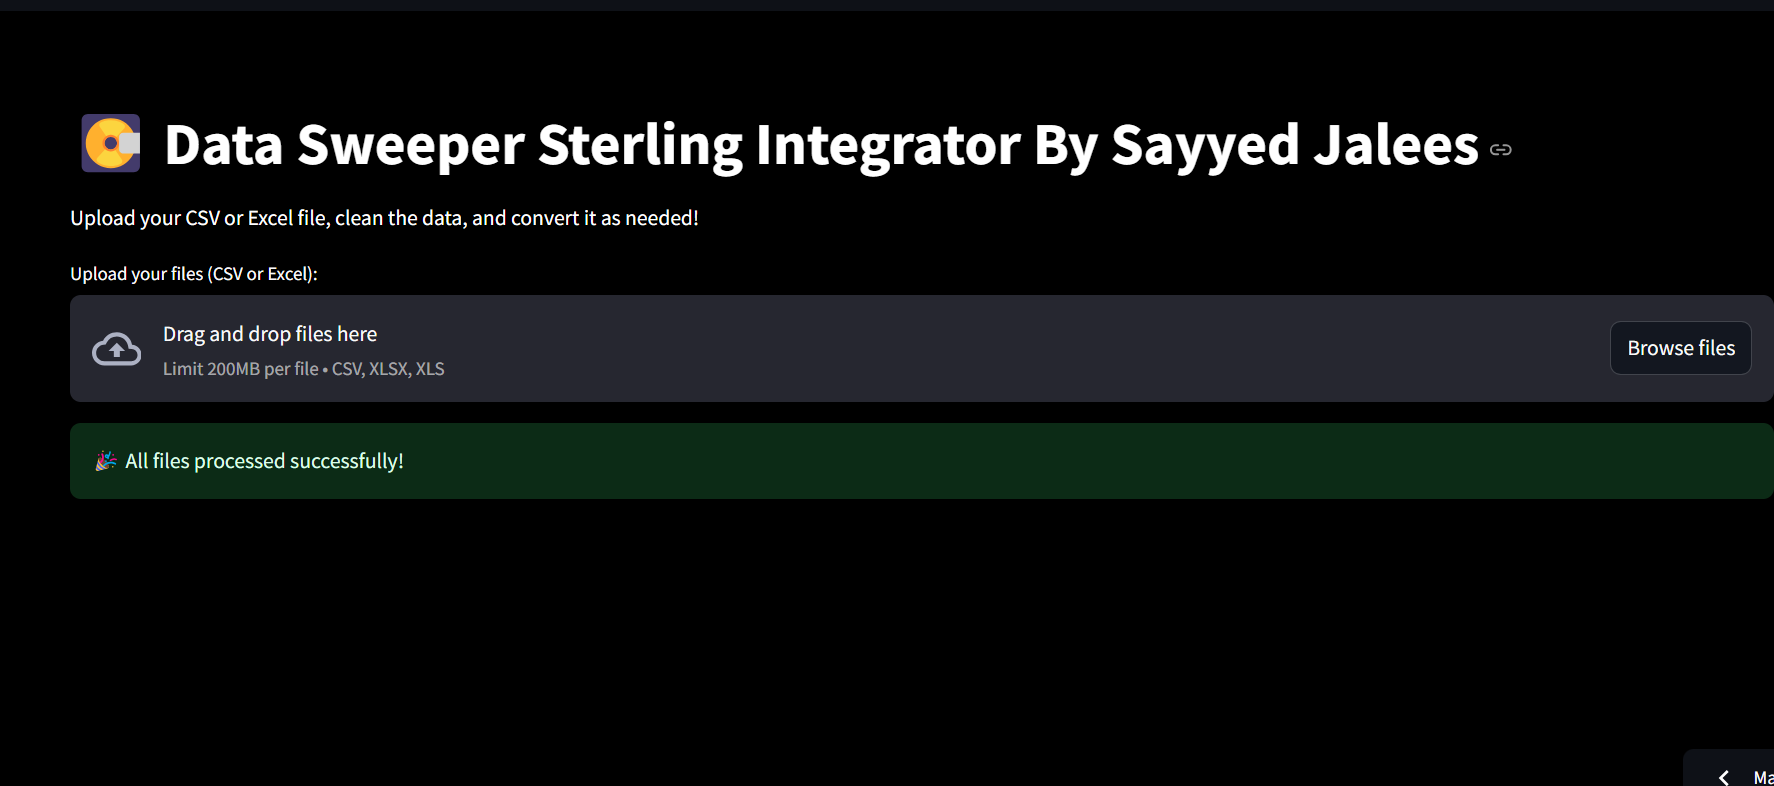 Data Sweeper Sterling Integrator By Sayyed Jalees
Upload your CSV or Excel file, clean the data, and convert it as needed!
Upload your files (CSV or Excel):
Drag and drop files here
Limit 200MB per file • CSV, XLSX, XLS
Browse files
🎉 All files processed successfully!